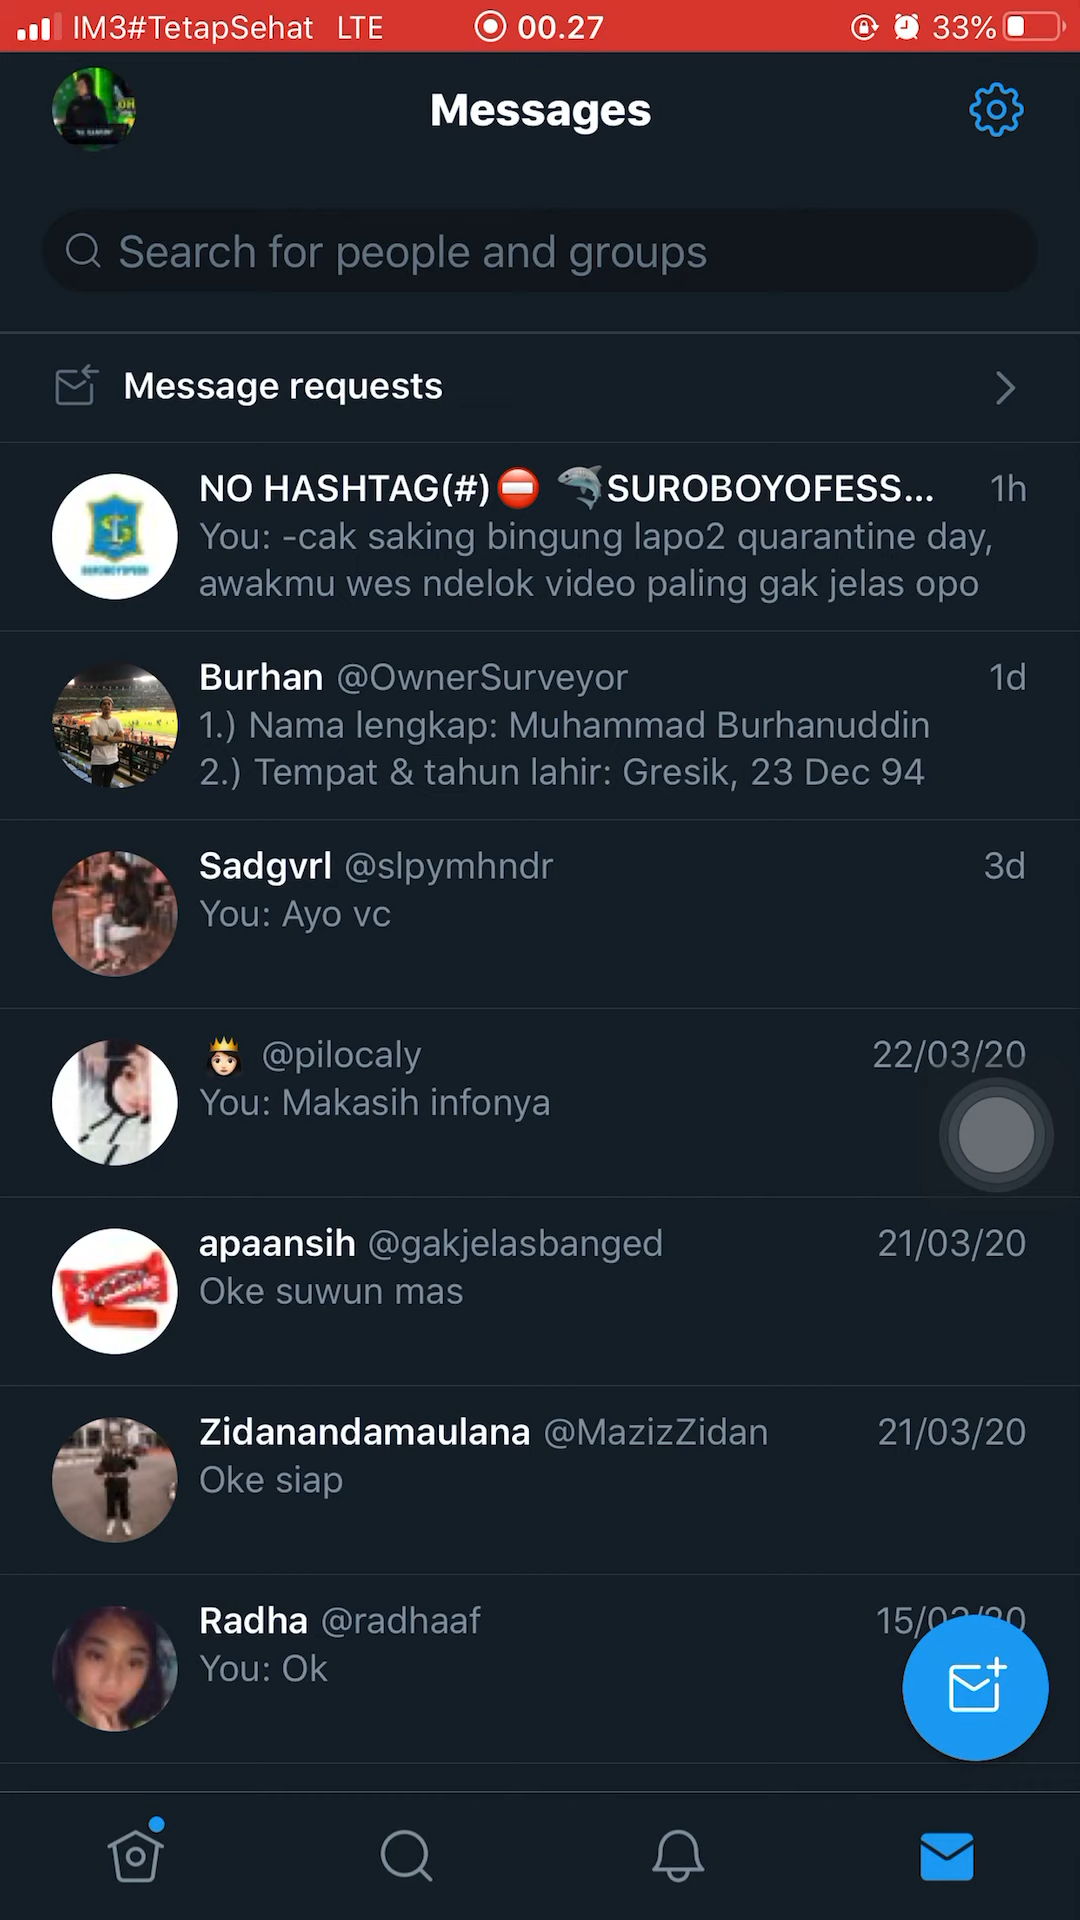 IM3#TetapSehat LTE 00.27 33%
Messages
Search for people and groups
Message requests
NO HASHTAG(#)⛔ 🦈SUROBOYOFESS... 1h
You: -cak saking bingung lapo2 quarantine day,
awakmu wes ndelok video paling gak jelas opo
Burhan @OwnerSurveyor 1d
1.) Nama lengkap: Muhammad Burhanuddin
2.) Tempat & tahun lahir: Gresik, 23 Dec 94
Sadgvrl @slpymhndr 3d
You: Ayo vc
👸🏻 @pilocaly 22/03/20
You: Makasih infonya
apaansih @gakjelasbanged 21/03/20
Oke suwun mas
Zidanandamaulana @MazizZidan 21/03/20
Oke siap
Radha @radhaaf
You: Ok